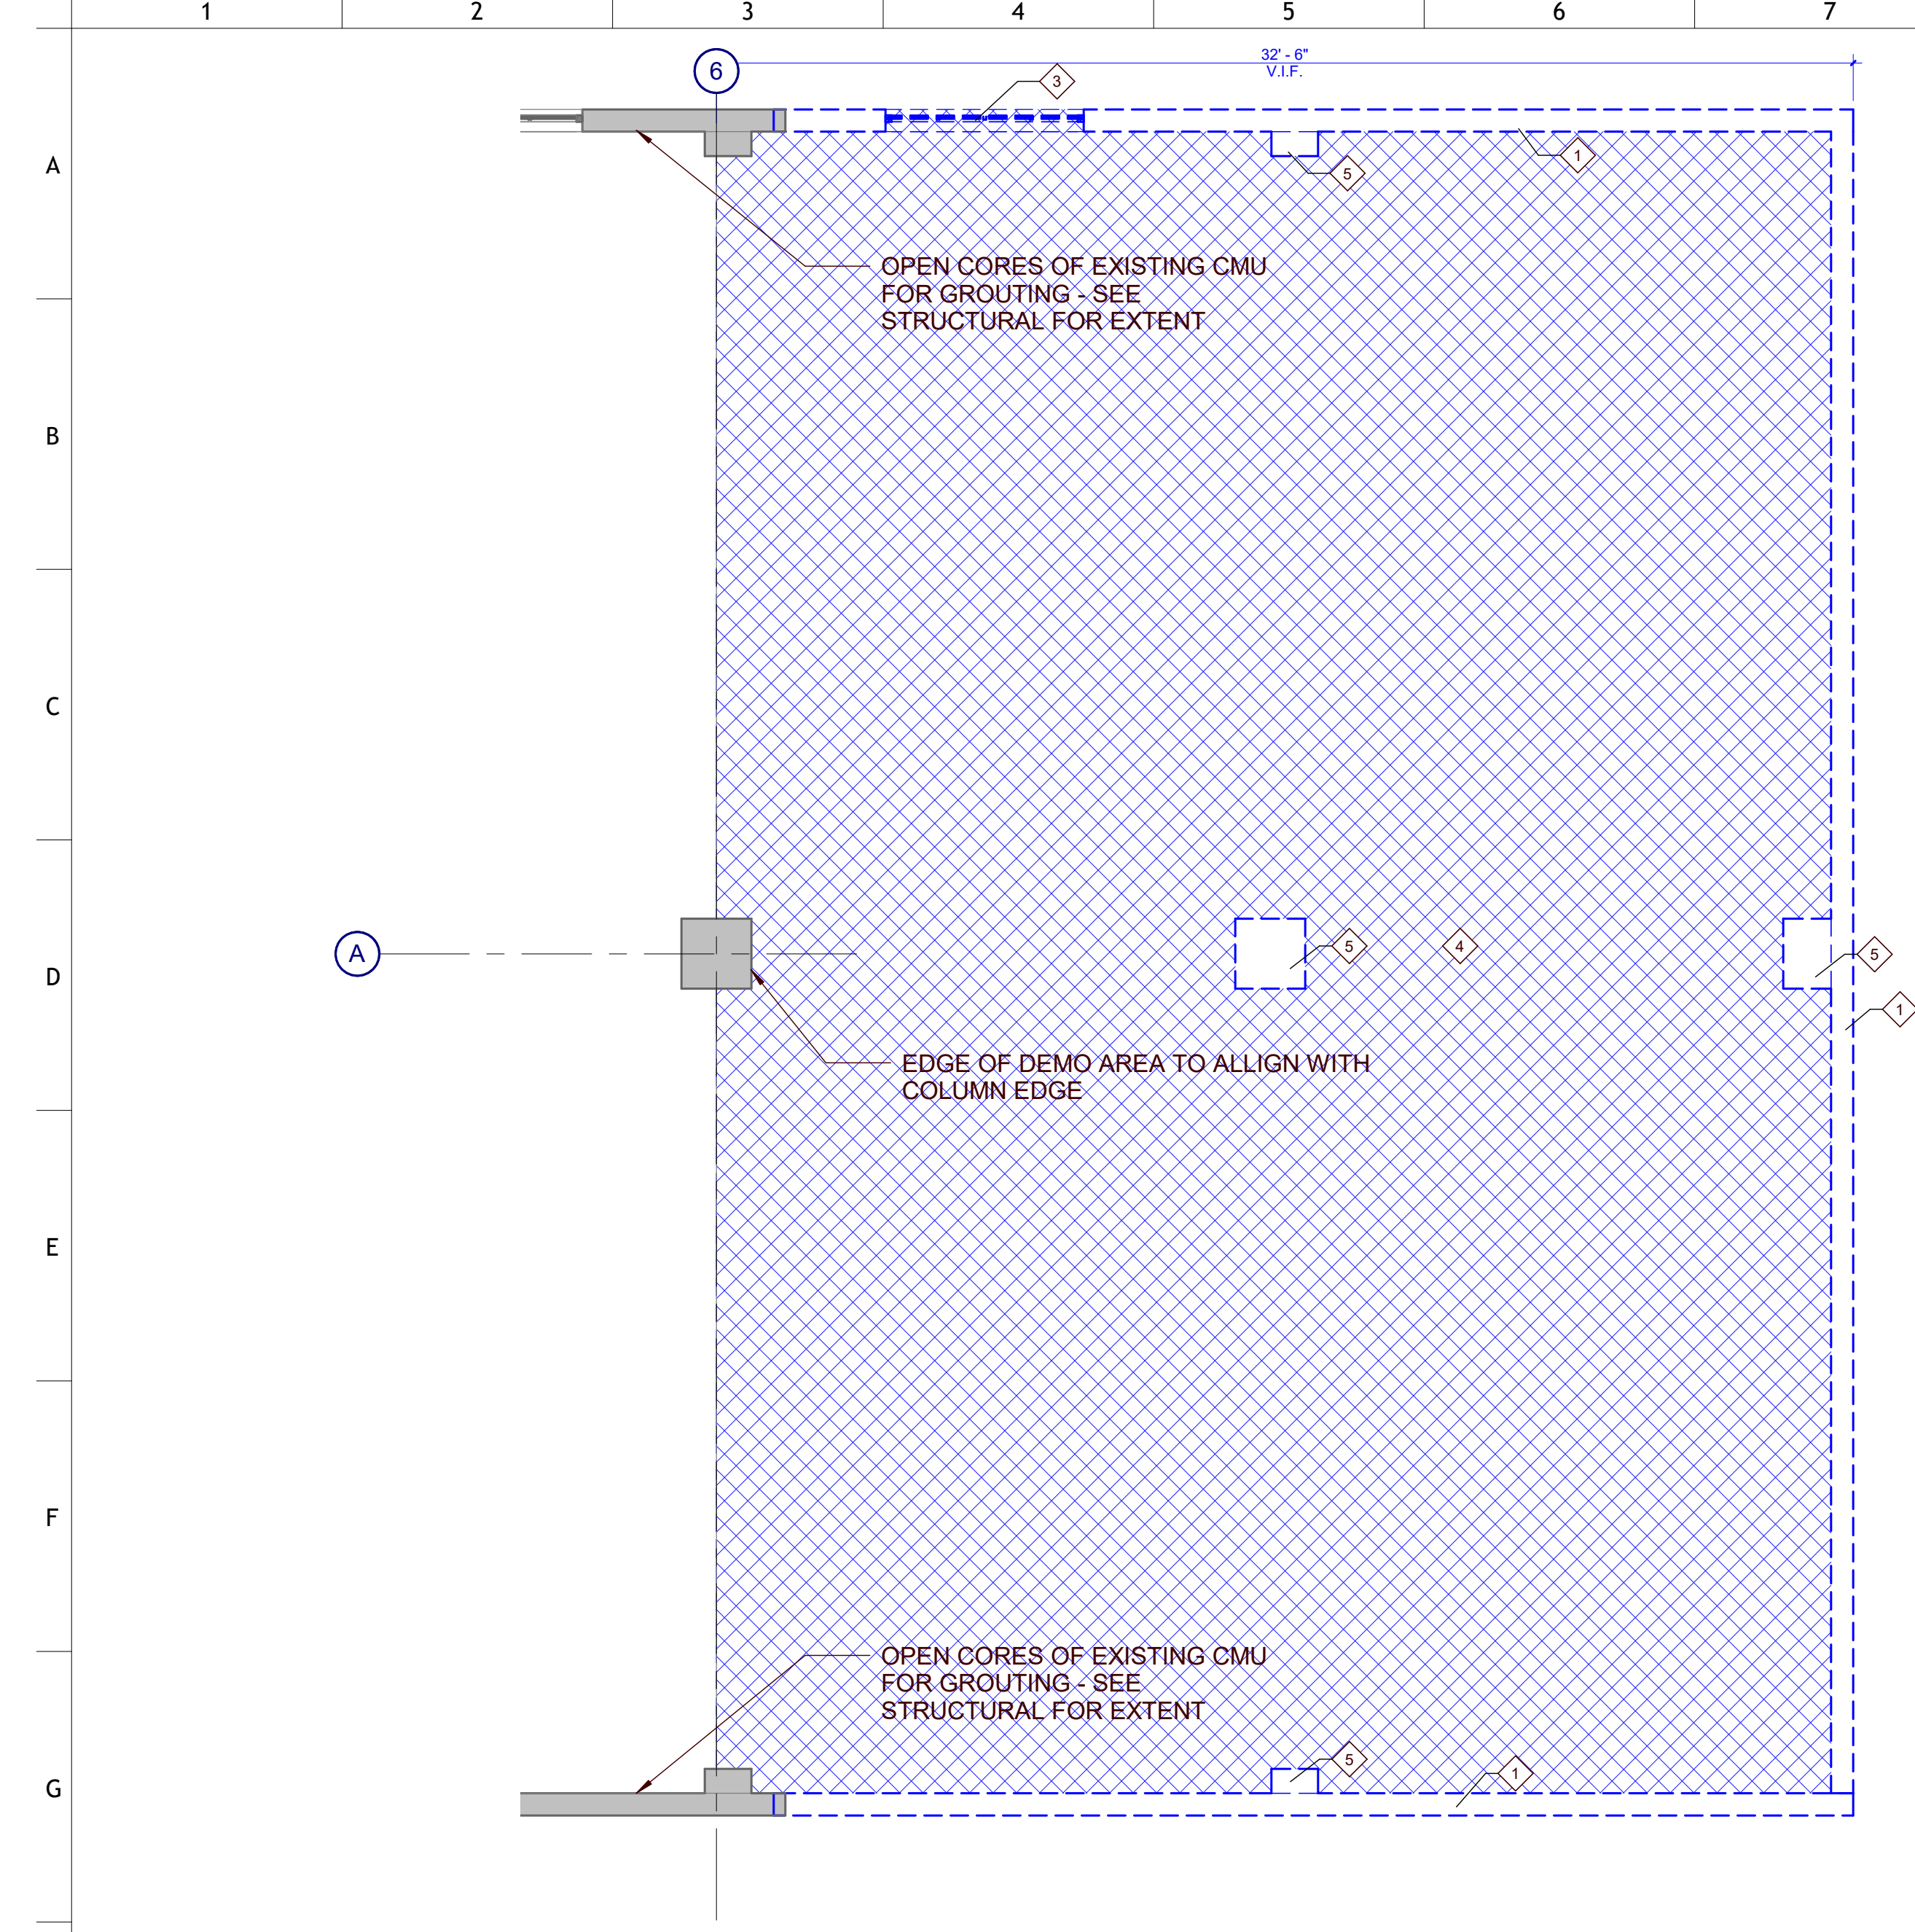 1 2 3 4 5 6 7
32' - 6"
V.I.F.
6
3
A
1
5
OPEN CORES OF EXISTING CMU
FOR GROUTING - SEE
STRUCTURAL FOR EXTENT
B
C
5 4
A
5
D
1
EDGE OF DEMO AREA TO ALLIGN WITH
COLUMN EDGE
E
F
OPEN CORES OF EXISTING CMU
FOR GROUTING - SEE
STRUCTURAL FOR EXTENT
5
1
G